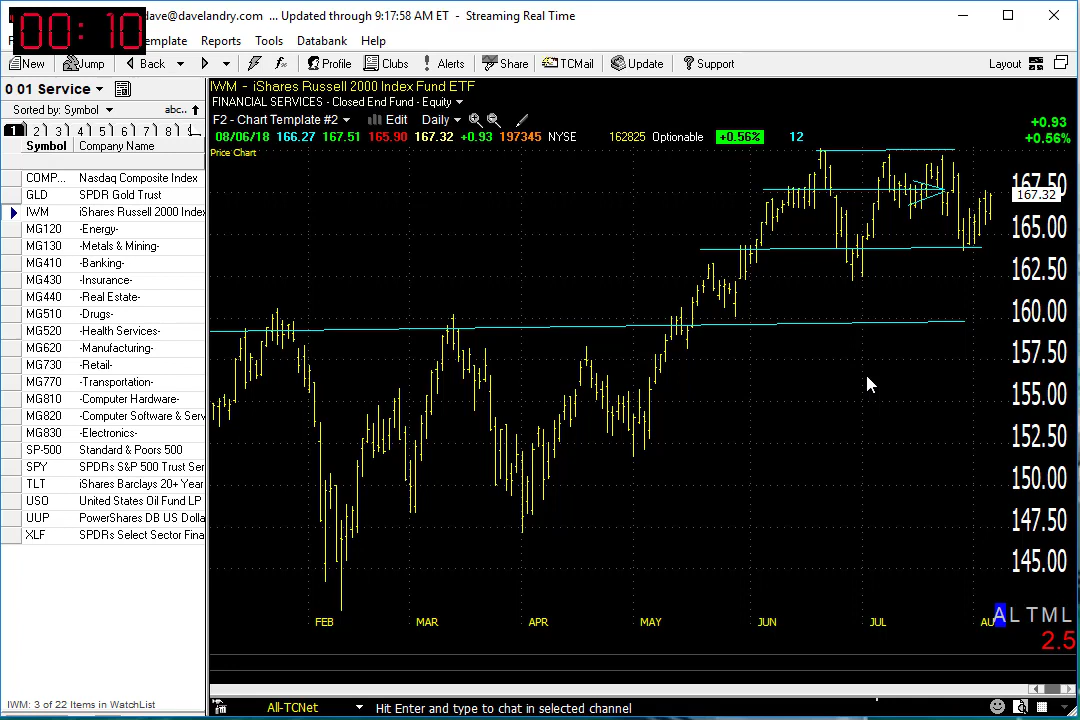 00:10
dave@davelandry.com ... Updated through 9:17:58 AM ET - Streaming Real Time
Template Reports Tools Databank Help
New Jump Back Profile Clubs Alerts Share TCMail Update Support Layout
0 01 Service
IWM - iShares Russell 2000 Index Fund ETF
FINANCIAL SERVICES - Closed End Fund - Equity
Sorted by: Symbol abc..
F2 - Chart Template #2 Edit Daily
1 2 3 4 5 6 7 8
08/06/18 166.27 167.51 165.90 167.32 +0.93 197345 NYSE 162825 Optionable +0.56% 12
+0.93
+0.56%
Symbol Company Name
Price Chart
COMP... Nasdaq Composite Index
GLD SPDR Gold Trust
IWM iShares Russell 2000 Index
MG120 -Energy-
MG130 -Metals & Mining-
MG410 -Banking-
MG430 -Insurance-
MG440 -Real Estate-
MG510 -Drugs-
MG520 -Health Services-
MG620 -Manufacturing-
MG730 -Retail-
MG770 -Transportation-
MG810 -Computer Hardware-
MG820 -Computer Software & Serv
MG830 -Electronics-
SP-500 Standard & Poors 500
SPY SPDRs S&P 500 Trust Ser
TLT iShares Barclays 20+ Year
USO United States Oil Fund LP
UUP PowerShares DB US Dolla
XLF SPDRs Select Sector Fina
167.50
167.32
165.00
162.50
160.00
157.50
155.00
152.50
150.00
147.50
145.00
FEB MAR APR MAY JUN JUL AU
A L T M L
2.5
IWM: 3 of 22 Items in WatchList
All-TCNet Hit Enter and type to chat in selected channel